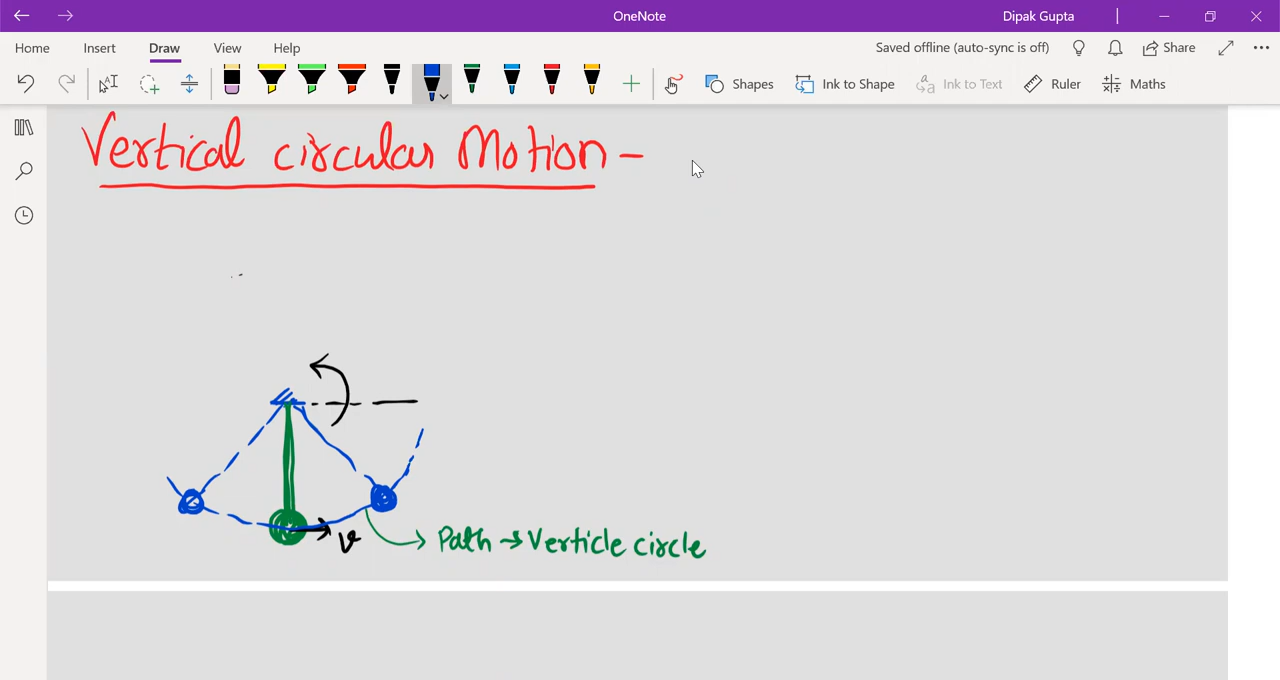 OneNote
Dipak Gupta
Home Insert Draw View Help
Saved offline (auto-sync is off)
Share
Shapes
Ink to Shape
Ink to Text
Ruler
Maths
Vertical circular Motion –
v
Path → Verticle circle